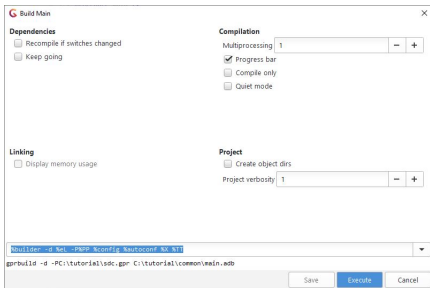 Build Main
Dependencies
Recompile if switches changed
Keep going
Compilation
Multiprocessing 1 − +
Progress bar
Compile only
Quiet mode
Linking
Display memory usage
Project
Create object dirs
Project verbosity 1 − +
%builder -d %eL -P%PP %config %autoconf %X %TT
gprbuild -d -PC:\tutorial\sdc.gpr C:\tutorial\common\main.adb
Save Execute Cancel